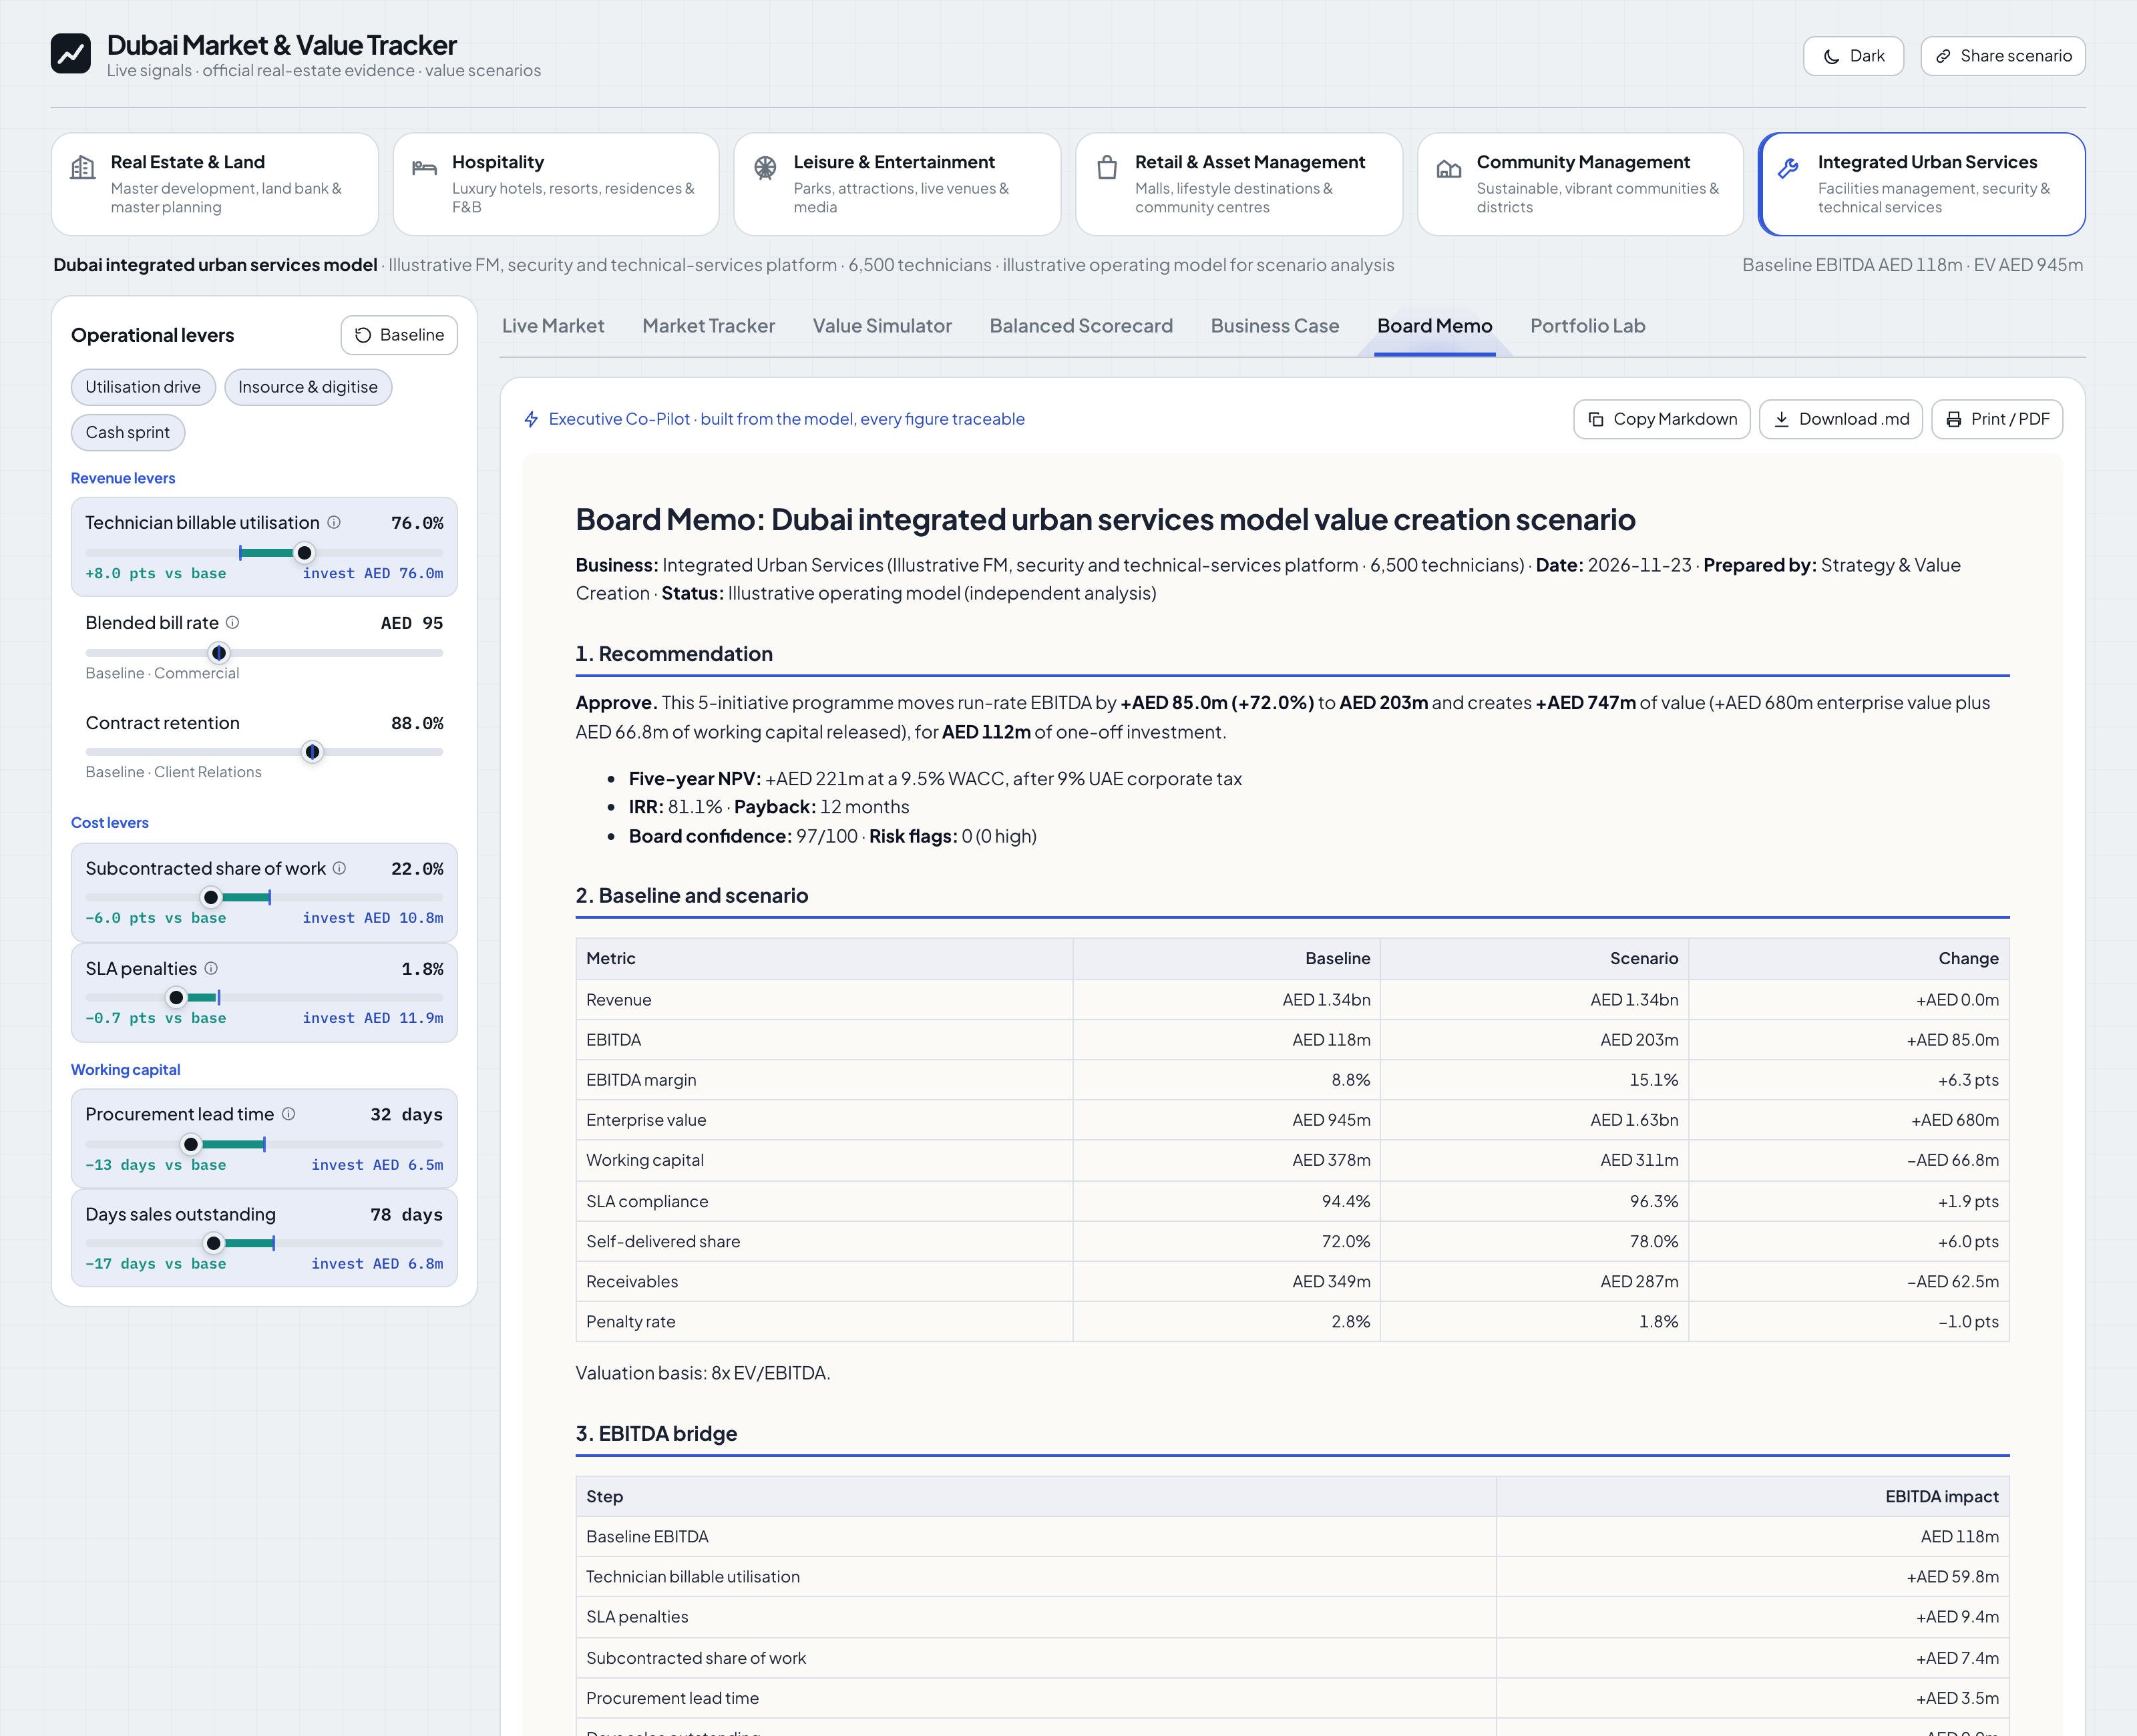 Dubai Market & Value Tracker
Live signals · official real-estate evidence · value scenarios
Dark
Share scenario
Real Estate & Land
Master development, land bank &
master planning
Hospitality
Luxury hotels, resorts, residences &
F&B
Leisure & Entertainment
Parks, attractions, live venues &
media
Retail & Asset Management
Malls, lifestyle destinations &
community centres
Community Management
Sustainable, vibrant communities &
districts
Integrated Urban Services
Facilities management, security &
technical services
Dubai integrated urban services model · Illustrative FM, security and technical-services platform · 6,500 technicians · illustrative operating model for scenario analysis
Baseline EBITDA AED 118m · EV AED 945m
Operational levers
Baseline
Utilisation drive
Insource & digitise
Cash sprint
Revenue levers
Technician billable utilisation 76.0%
+8.0 pts vs base invest AED 76.0m
Blended bill rate AED 95
Baseline · Commercial
Contract retention 88.0%
Baseline · Client Relations
Cost levers
Subcontracted share of work 22.0%
−6.0 pts vs base invest AED 10.8m
SLA penalties 1.8%
−0.7 pts vs base invest AED 11.9m
Working capital
Procurement lead time 32 days
−13 days vs base invest AED 6.5m
Days sales outstanding 78 days
−17 days vs base invest AED 6.8m
Live Market
Market Tracker
Value Simulator
Balanced Scorecard
Business Case
Board Memo
Portfolio Lab
Executive Co-Pilot · built from the model, every figure traceable
Copy Markdown
Download .md
Print / PDF
Board Memo: Dubai integrated urban services model value creation scenario
Business: Integrated Urban Services (Illustrative FM, security and technical-services platform · 6,500 technicians) · Date: 2026-11-23 · Prepared by: Strategy & Value
Creation · Status: Illustrative operating model (independent analysis)
1. Recommendation
Approve. This 5-initiative programme moves run-rate EBITDA by +AED 85.0m (+72.0%) to AED 203m and creates +AED 747m of value (+AED 680m enterprise value plus
AED 66.8m of working capital released), for AED 112m of one-off investment.
• Five-year NPV: +AED 221m at a 9.5% WACC, after 9% UAE corporate tax
• IRR: 81.1% · Payback: 12 months
• Board confidence: 97/100 · Risk flags: 0 (0 high)
2. Baseline and scenario
Metric Baseline Scenario Change
Revenue AED 1.34bn AED 1.34bn +AED 0.0m
EBITDA AED 118m AED 203m +AED 85.0m
EBITDA margin 8.8% 15.1% +6.3 pts
Enterprise value AED 945m AED 1.63bn +AED 680m
Working capital AED 378m AED 311m −AED 66.8m
SLA compliance 94.4% 96.3% +1.9 pts
Self-delivered share 72.0% 78.0% +6.0 pts
Receivables AED 349m AED 287m −AED 62.5m
Penalty rate 2.8% 1.8% −1.0 pts
Valuation basis: 8x EV/EBITDA.
3. EBITDA bridge
Step EBITDA impact
Baseline EBITDA AED 118m
Technician billable utilisation +AED 59.8m
SLA penalties +AED 9.4m
Subcontracted share of work +AED 7.4m
Procurement lead time +AED 3.5m